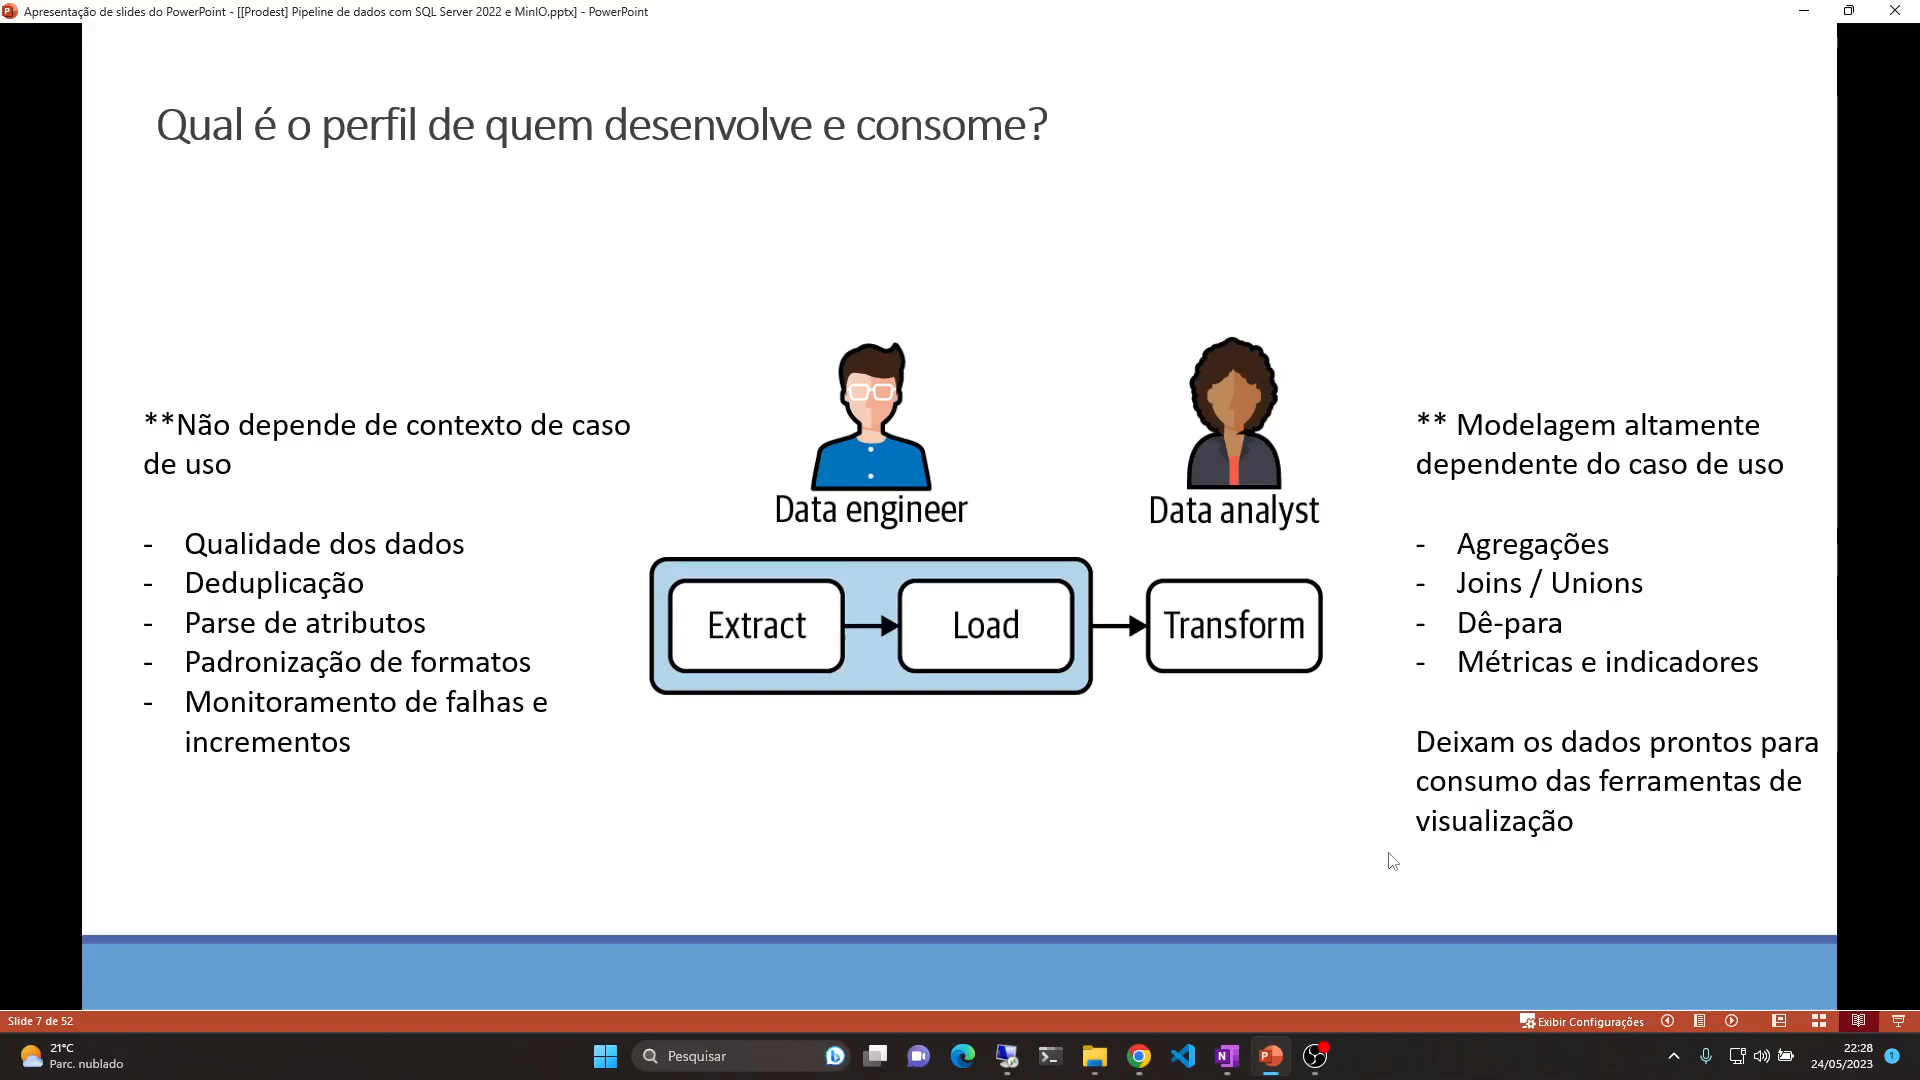 Apresentação de slides do PowerPoint - [[Prodest] Pipeline de dados com SQL Server 2022 e MinIO.pptx] - PowerPoint
Qual é o perfil de quem desenvolve e consome?
**Não depende de contexto de caso
de uso
- Qualidade dos dados
- Deduplicação
- Parse de atributos
- Padronização de formatos
- Monitoramento de falhas e
incrementos
Data engineer
Data analyst
Extract
Load
Transform
** Modelagem altamente
dependente do caso de uso
- Agregações
- Joins / Unions
- Dê-para
- Métricas e indicadores
Deixam os dados prontos para
consumo das ferramentas de
visualização
Slide 7 de 52
Exibir Configurações
21°C
Parc. nublado
Pesquisar
22:28
24/05/2023
1